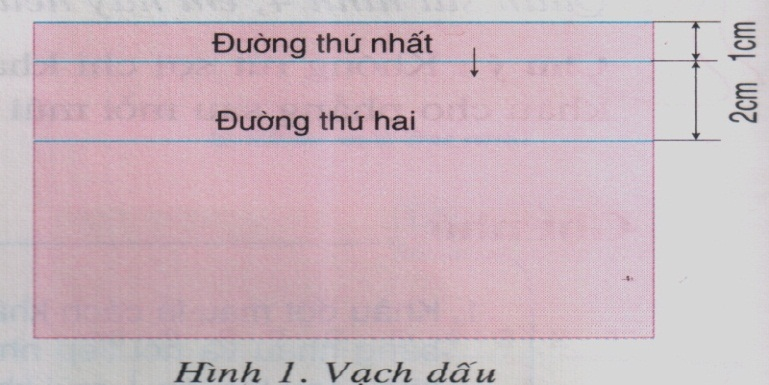 Đường thứ nhất
1cm
Đường thứ hai
2cm
Hình 1. Vạch dấu